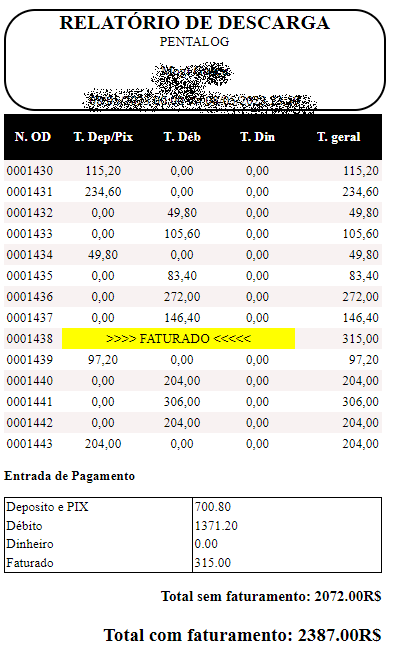 RELATÓRIO DE DESCARGA
PENTALOG
N. OD T. Dep/Pix T. Déb T. Din T. geral
0001430 115,20 0,00 0,00 115,20
0001431 234,60 0,00 0,00 234,60
0001432 0,00 49,80 0,00 49,80
0001433 0,00 105,60 0,00 105,60
0001434 49,80 0,00 0,00 49,80
0001435 0,00 83,40 0,00 83,40
0001436 0,00 272,00 0,00 272,00
0001437 0,00 146,40 0,00 146,40
0001438 >>>> FATURADO <<<<< 315,00
0001439 97,20 0,00 0,00 97,20
0001440 0,00 204,00 0,00 204,00
0001441 0,00 306,00 0,00 306,00
0001442 0,00 204,00 0,00 204,00
0001443 204,00 0,00 0,00 204,00
Entrada de Pagamento
Deposito e PIX 700.80
Débito 1371.20
Dinheiro 0.00
Faturado 315.00
Total sem faturamento: 2072.00R$
Total com faturamento: 2387.00R$